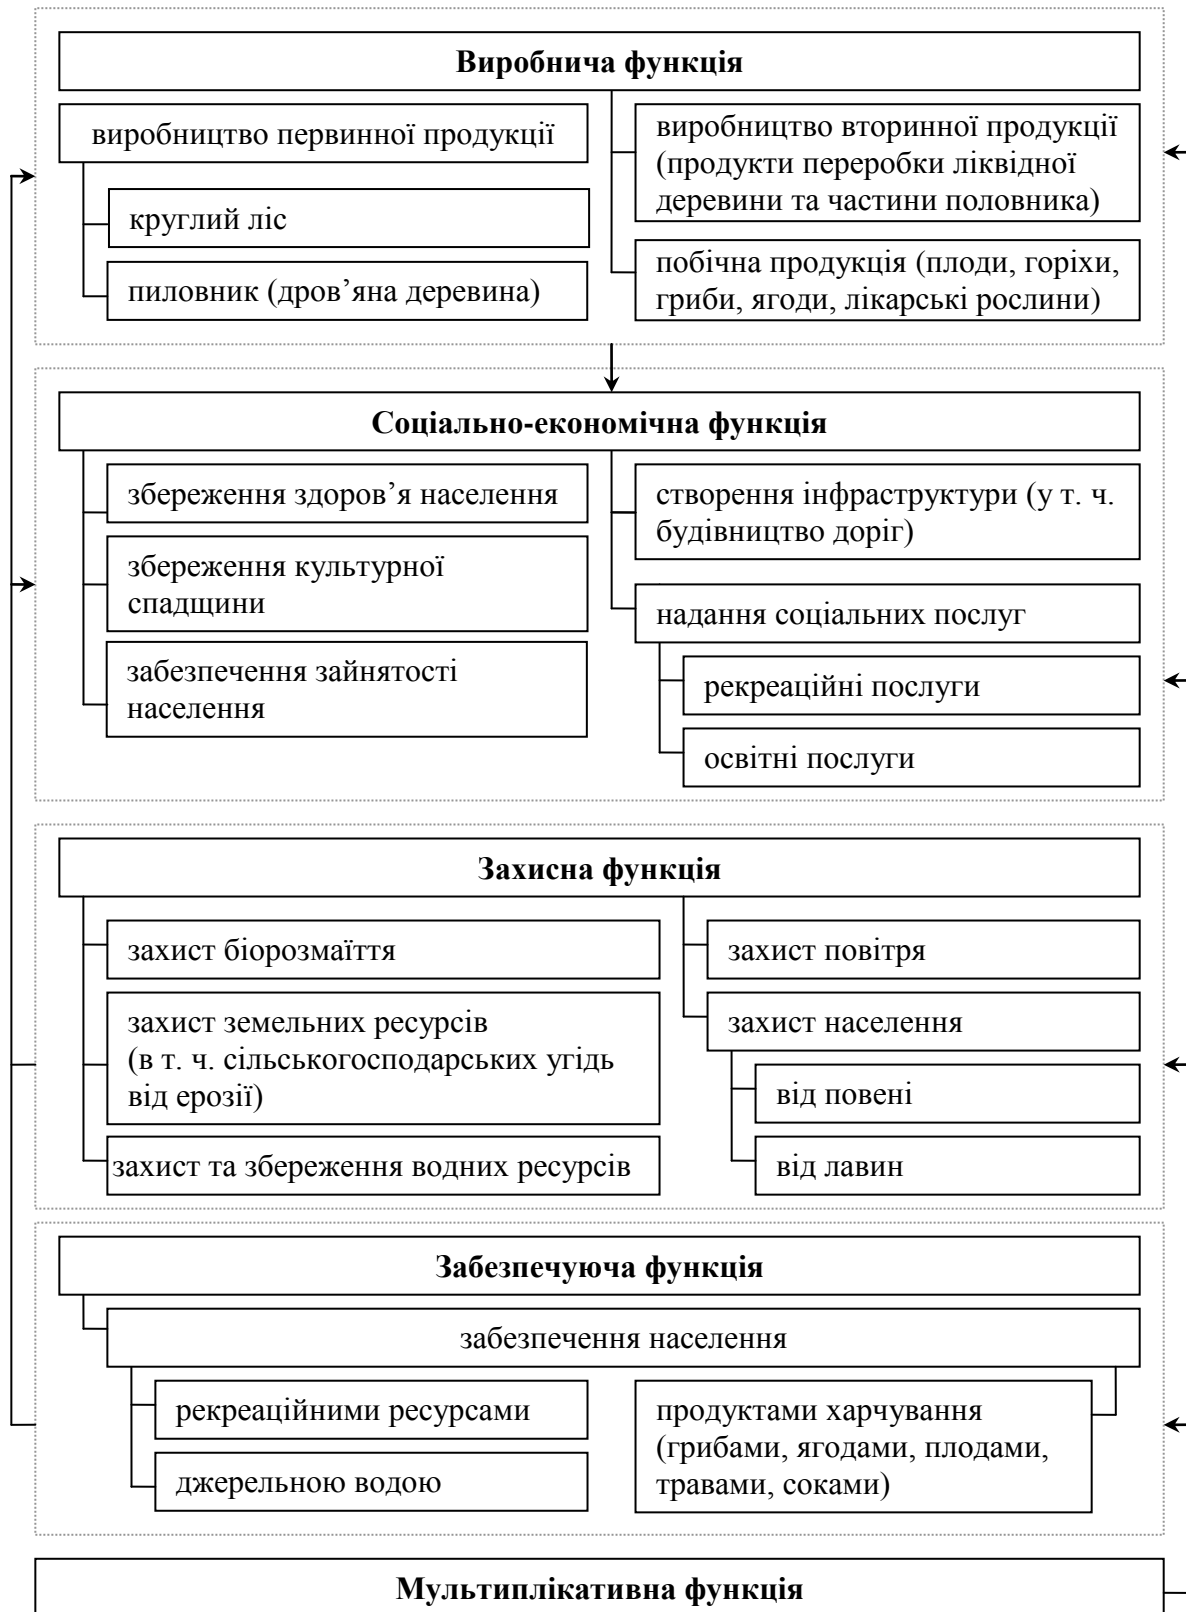 Виробнича функція
виробництво первинної продукції
круглий ліс
пиловник (дров’яна деревина)
виробництво вторинної продукції
(продукти переробки ліквідної
деревини та частини половника)
побічна продукція (плоди, горіхи,
гриби, ягоди, лікарські рослини)
Соціально-економічна функція
збереження здоров’я населення
збереження культурної
спадщини
забезпечення зайнятості
населення
створення інфраструктури (у т. ч.
будівництво доріг)
надання соціальних послуг
рекреаційні послуги
освітні послуги
Захисна функція
захист біорозмаїття
захист земельних ресурсів
(в т. ч. сільськогосподарських угідь
від ерозії)
захист та збереження водних ресурсів
захист повітря
захист населення
від повені
від лавин
Забезпечуюча функція
забезпечення населення
рекреаційними ресурсами
джерельною водою
продуктами харчування
(грибами, ягодами, плодами,
травами, соками)
Мультиплікативна функція